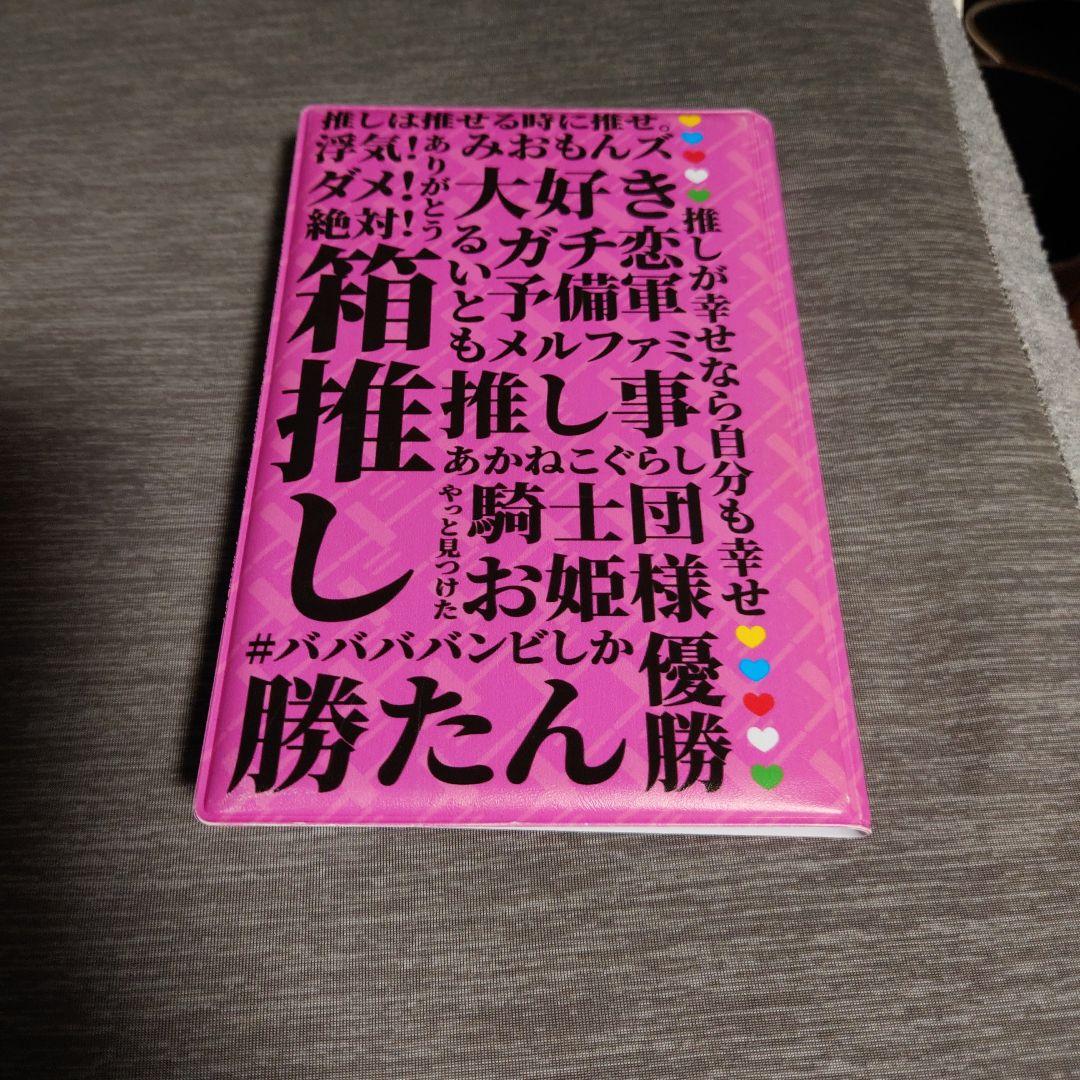 推しは推せる時に推せ。
浮気!
ダメ!
絶対!
ありがとう
みおもんズ
大好き
るいとも
ガチ恋
予備軍
メルファミ
箱推し
推し事
あかねこぐらし
やっと見つけた
騎士団
お姫様
推しが幸せなら自分も幸せ
#バババババンビしか
勝たん
優勝